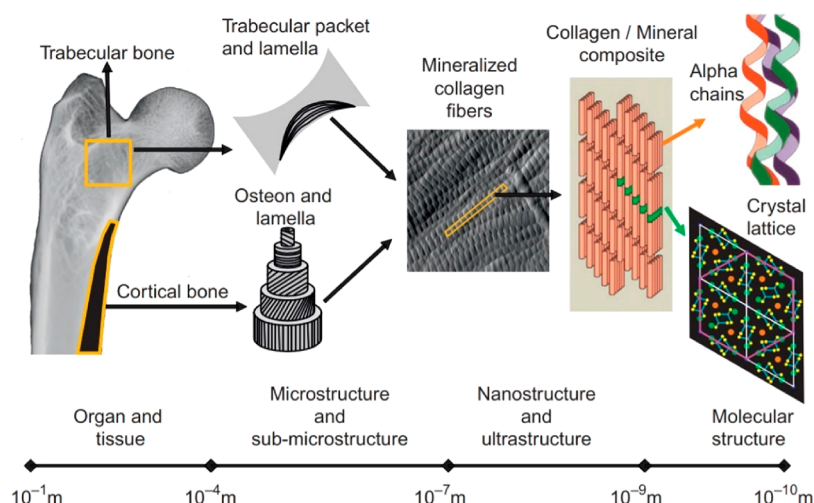 Trabecular bone
Trabecular packet
and lamella
Mineralized
collagen
fibers
Collagen / Mineral
composite
Alpha
chains
Osteon and
lamella
Cortical bone
Crystal
lattice
Organ and
tissue
Microstructure
and
sub-microstructure
Nanostructure
and
ultrastructure
Molecular
structure
10⁻¹m
10⁻⁴m
10⁻⁷m
10⁻⁹m
10⁻¹⁰m